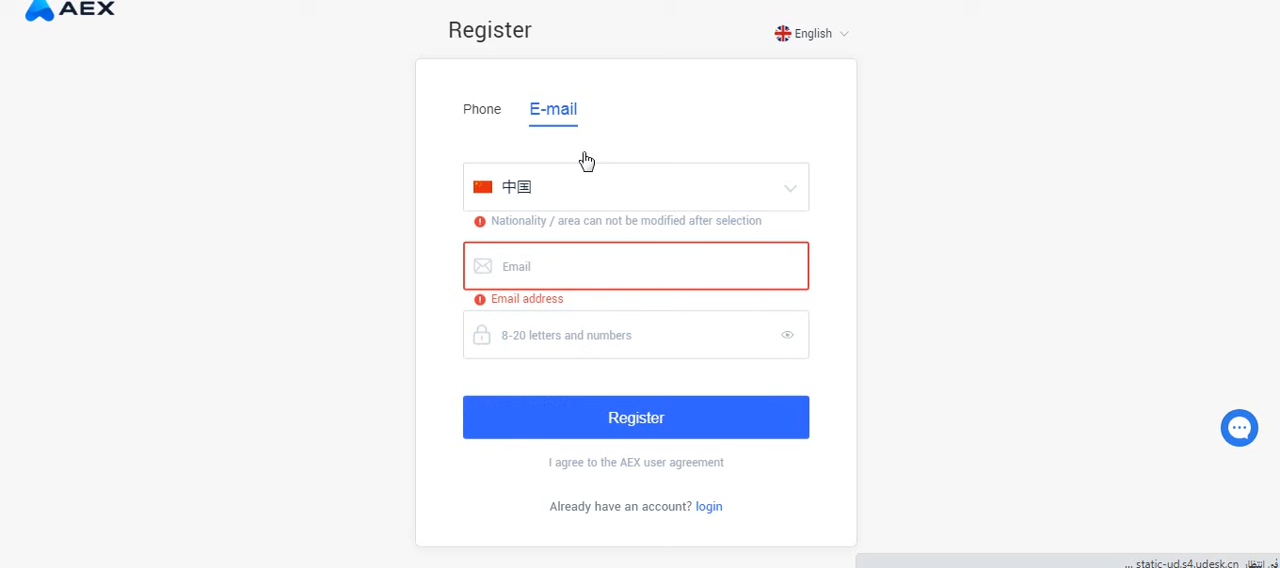 AEX
Register
English
Phone
E-mail
中国
Nationality / area can not be modified after selection
Email
Email address
8-20 letters and numbers
Register
I agree to the AEX user agreement
Already have an account? login
في انتظار static-ud.s4.udesk.cn ...